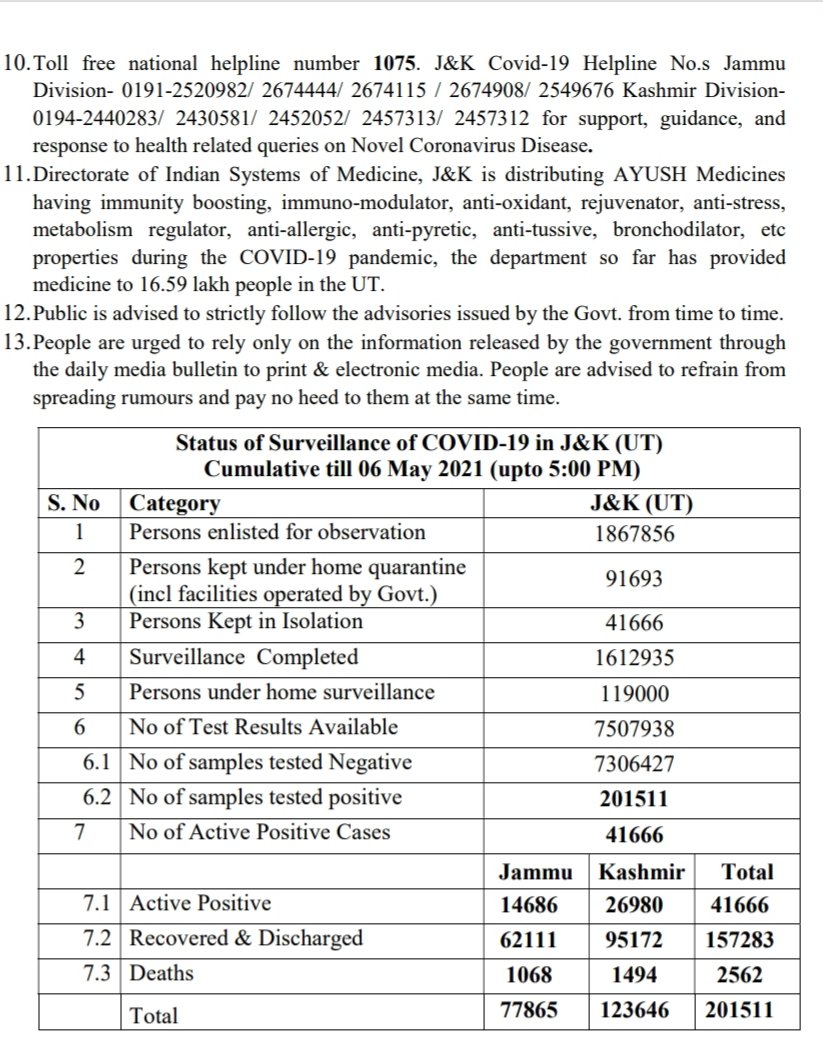 10. Toll free national helpline number 1075. J&K Covid-19 Helpline No.s Jammu
Division- 0191-2520982/ 2674444/ 2674115 / 2674908/ 2549676 Kashmir Division-
0194-2440283/ 2430581/ 2452052/ 2457313/ 2457312 for support, guidance, and
response to health related queries on Novel Coronavirus Disease.
11. Directorate of Indian Systems of Medicine, J&K is distributing AYUSH Medicines
having immunity boosting, immuno-modulator, anti-oxidant, rejuvenator, anti-stress,
metabolism regulator, anti-allergic, anti-pyretic, anti-tussive, bronchodilator, etc
properties during the COVID-19 pandemic, the department so far has provided
medicine to 16.59 lakh people in the UT.
12. Public is advised to strictly follow the advisories issued by the Govt. from time to time.
13. People are urged to rely only on the information released by the government through
the daily media bulletin to print & electronic media. People are advised to refrain from
spreading rumours and pay no heed to them at the same time.
Status of Surveillance of COVID-19 in J&K (UT)
Cumulative till 06 May 2021 (upto 5:00 PM)
S. No Category J&K (UT)
1 Persons enlisted for observation 1867856
2 Persons kept under home quarantine
(incl facilities operated by Govt.) 91693
3 Persons Kept in Isolation 41666
4 Surveillance Completed 1612935
5 Persons under home surveillance 119000
6 No of Test Results Available 7507938
6.1 No of samples tested Negative 7306427
6.2 No of samples tested positive 201511
7 No of Active Positive Cases 41666
Jammu Kashmir Total
7.1 Active Positive 14686 26980 41666
7.2 Recovered & Discharged 62111 95172 157283
7.3 Deaths 1068 1494 2562
Total 77865 123646 201511